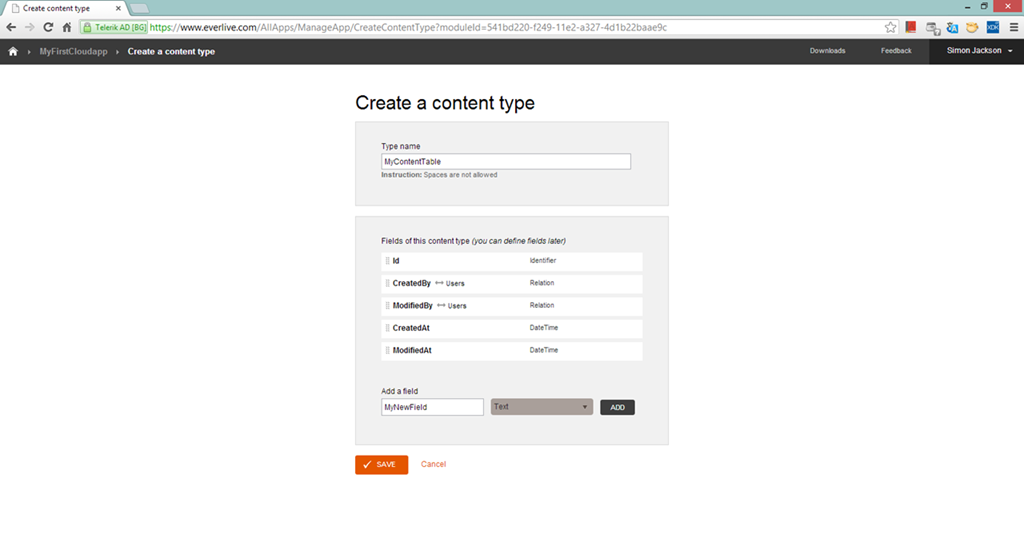 Create content type
Telerik AD [BG] https://www.everlive.com/AllApps/ManageApp/CreateContentType?moduleId=541bd220-f249-11e2-a327-4d1b22baae9c
MyFirstCloudapp Create a content type Downloads Feedback Simon Jackson
Create a content type
Type name
MyContentTable
Instruction: Spaces are not allowed
Fields of this content type (you can define fields later)
Id Identifier
CreatedBy Users Relation
ModifiedBy Users Relation
CreatedAt DateTime
ModifiedAt DateTime
Add a field
MyNewField Text ADD
SAVE Cancel